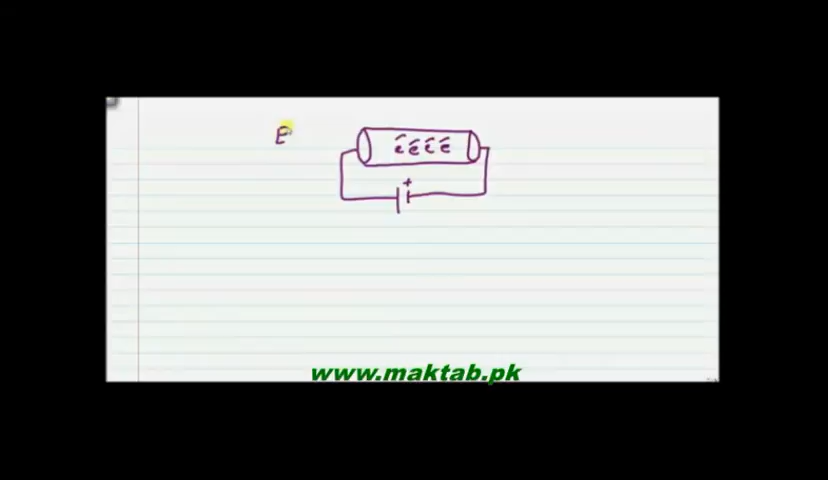 E
e̅ e̅ e̅ e̅
+
www.maktab.pk